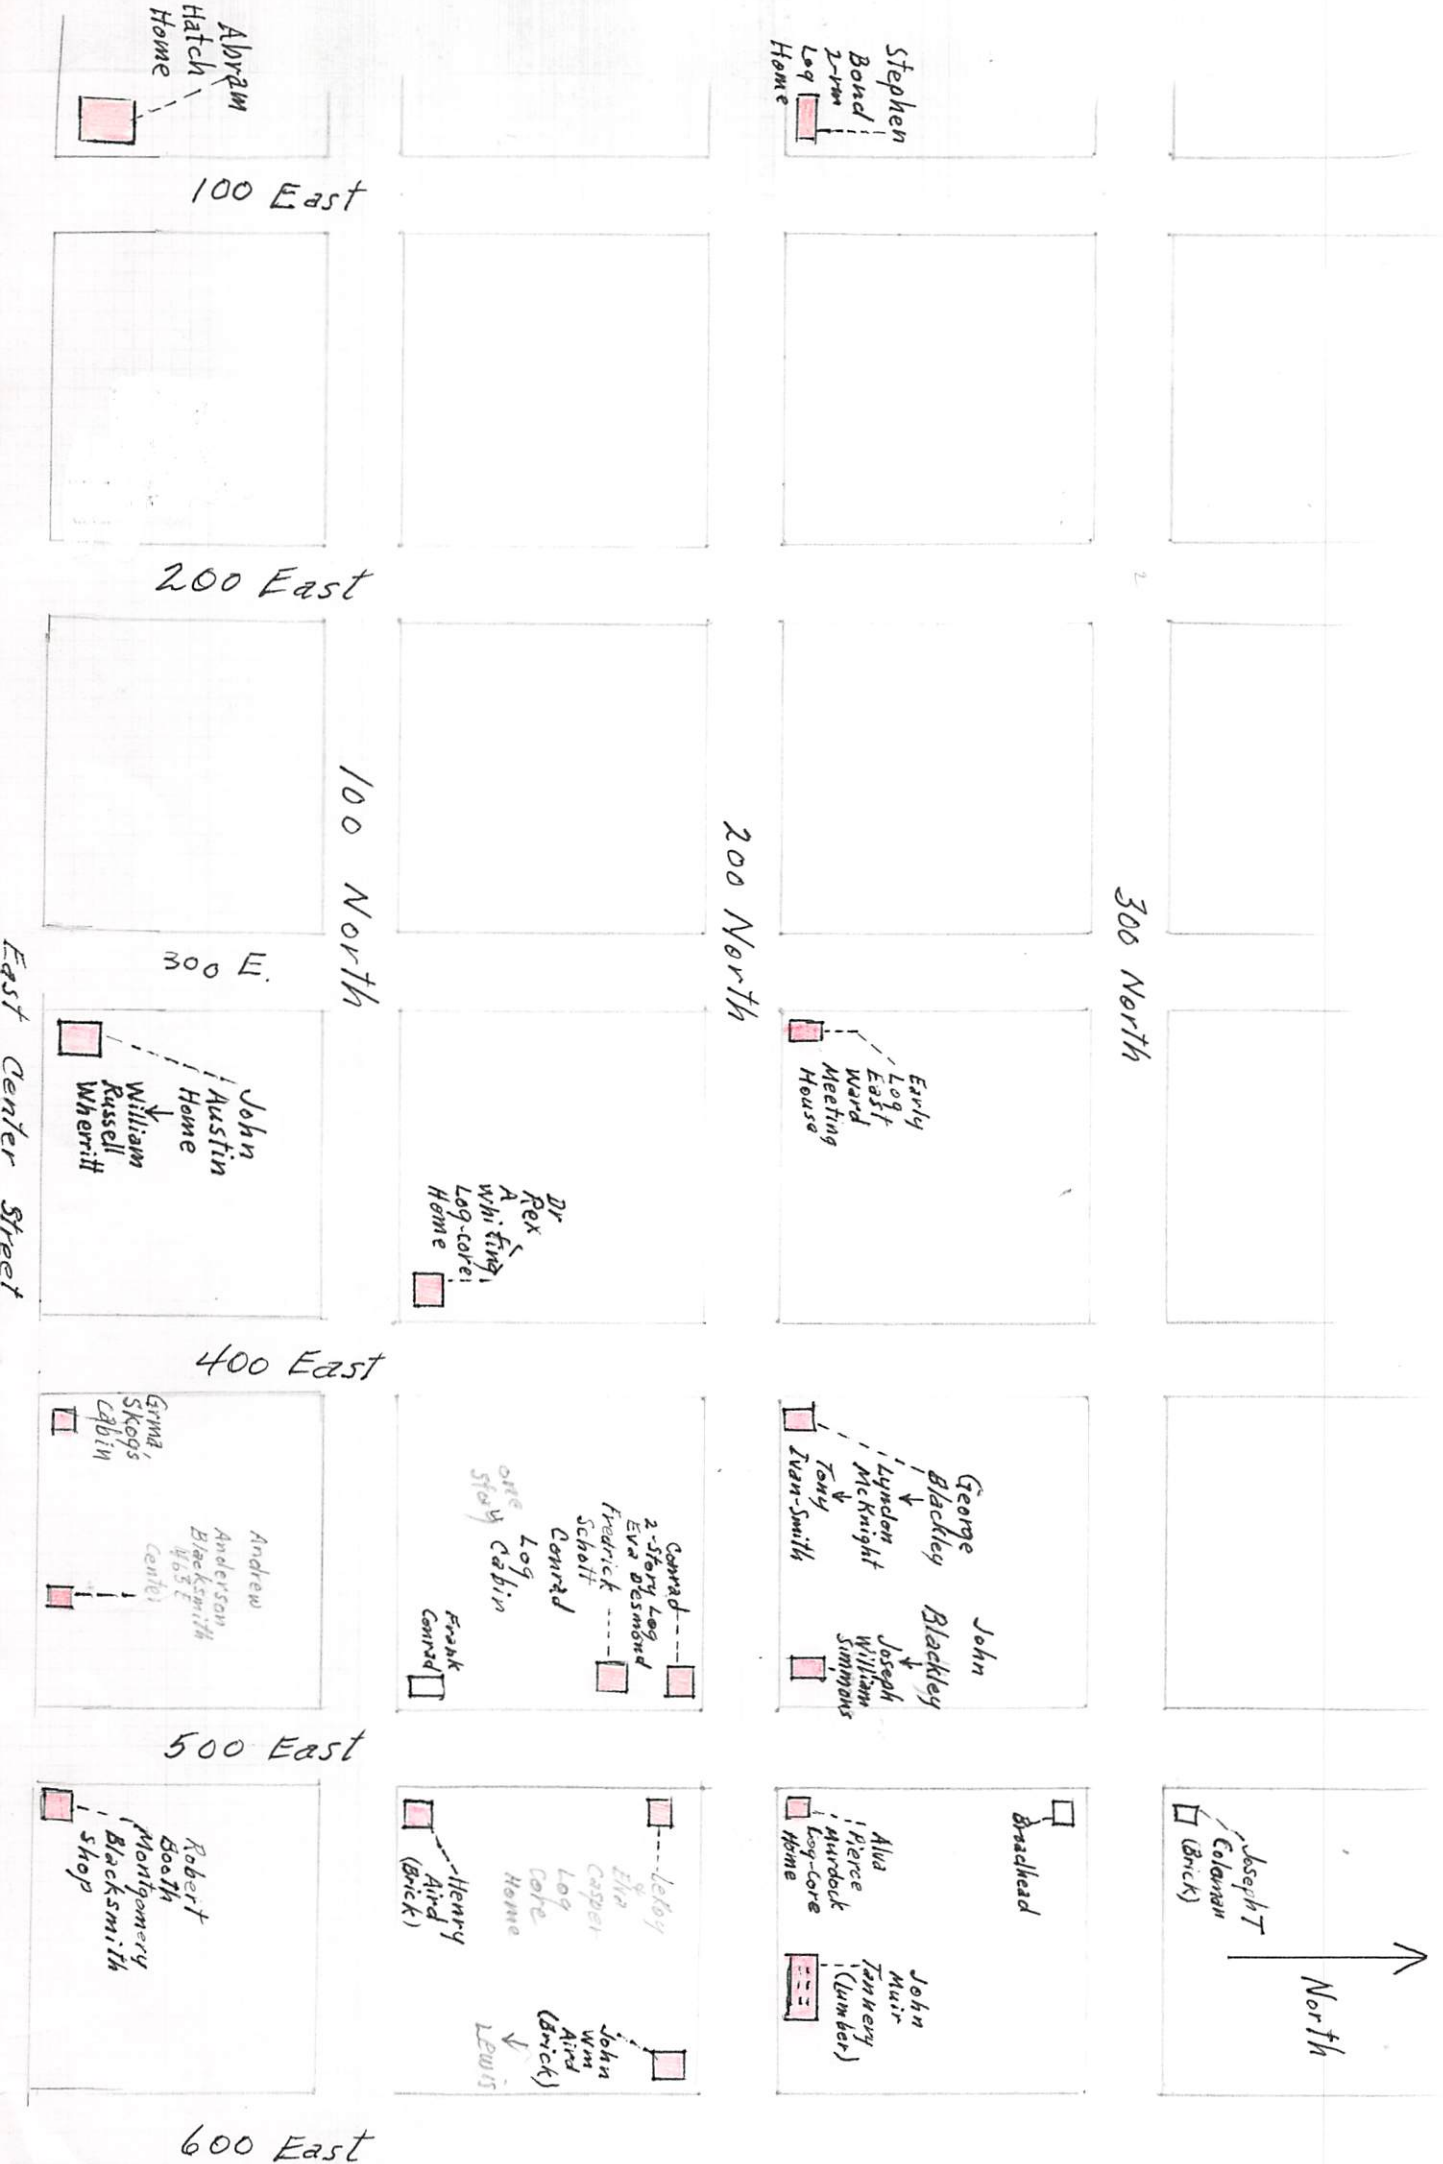 Abram
Hatch
Home
Stephen
Bond
2-rm
Log
Home
100 East
200 East
100 North
200 North
300 North
300 E.
East Center Street
John
Austin
Home
William
Russell
Wherritt
Dr
Rex
A
Whiting
Log-core
Home
Early
Log
East
Ward
Meeting
House
400 East
Grma,
Skogs
Cabin
Andrew
Anderson
Blacksmith
463 E
Center
Conrad
2-Story Log
Eva Desmond
Fredrick
Schott
Conrad
Log
Cabin
one
Story
Frank
Conrad
George
Blackley
Lyndon
McKnight
Tony
Ivan-Smith
John
Blackley
Joseph
William
Simmons
500 East
Robert
Booth
Montgomery
Blacksmith
Shop
Henry
Aird
(Brick)
LeRoy
&
Elva
Casper
Log
Core
Home
John
Wm
Aird
(Brick)
LEWIS
Alva
Pierce
Murdock
Log-Core
Home
John
Muir
Tannery
(Lumber)
Broadhead
Joseph T
Coleman
(Brick)
North
600 East